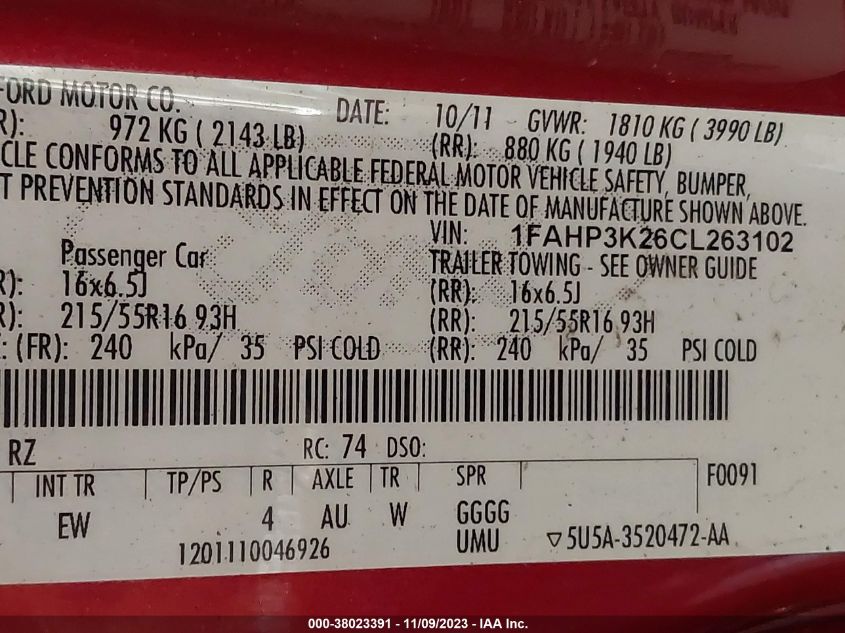 FORD MOTOR CO. DATE: 10/11 GVWR: 1810 KG ( 3990 LB)
R): 972 KG ( 2143 LB) (RR): 880 KG ( 1940 LB)
CLE CONFORMS TO ALL APPLICABLE FEDERAL MOTOR VEHICLE SAFETY, BUMPER,
T PREVENTION STANDARDS IN EFFECT ON THE DATE OF MANUFACTURE SHOWN ABOVE.
VIN: 1FAHP3K26CL263102
Passenger Car TRAILER TOWING - SEE OWNER GUIDE
R): 16x6.5J (RR): 16x6.5J
R): 215/55R16 93H (RR): 215/55R16 93H
E: (FR): 240 kPa/ 35 PSI COLD (RR): 240 kPa/ 35 PSI COLD
RZ RC: 74 DSO:
INT TR TP/PS R AXLE TR SPR F0091
EW 4 AU W GGGG
1201110046926 UMU ▽5U5A-3520472-AA
000-38023391 - 11/09/2023 - IAA Inc.